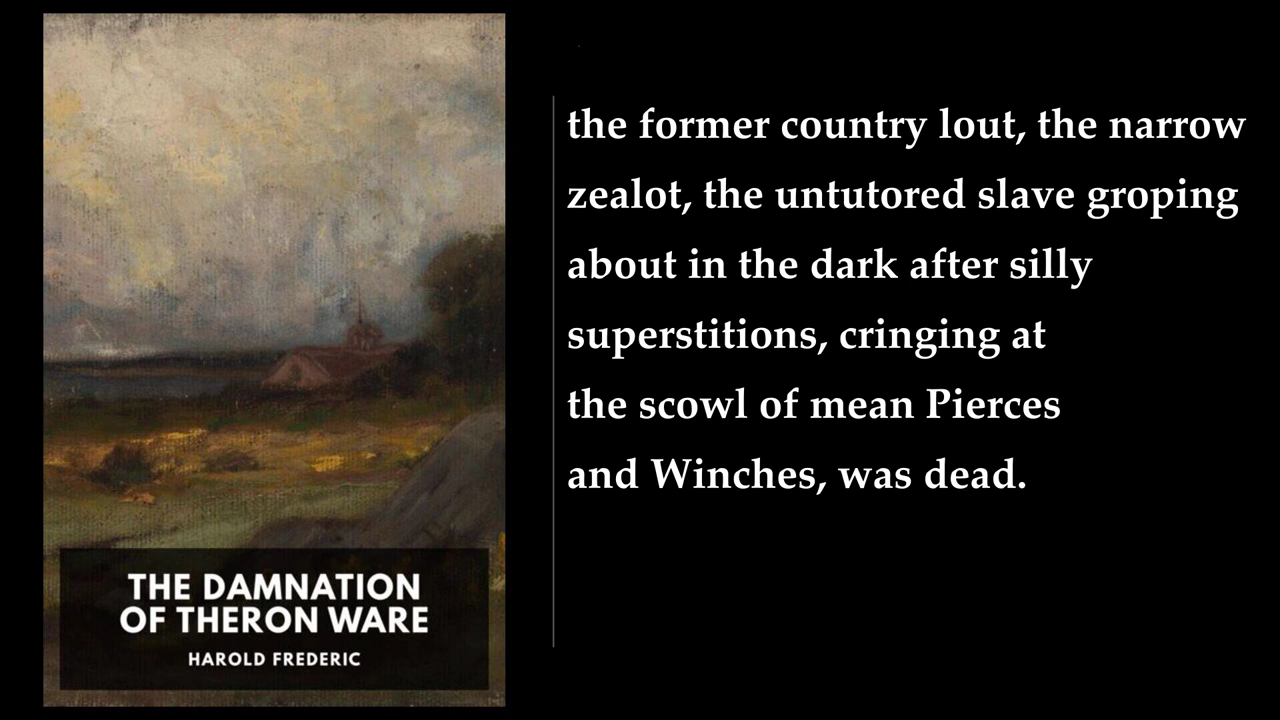 the former country lout, the narrow
zealot, the untutored slave groping
about in the dark after silly
superstitions, cringing at
the scowl of mean Pierces
and Winches, was dead.
THE DAMNATION
OF THERON WARE
HAROLD FREDERIC